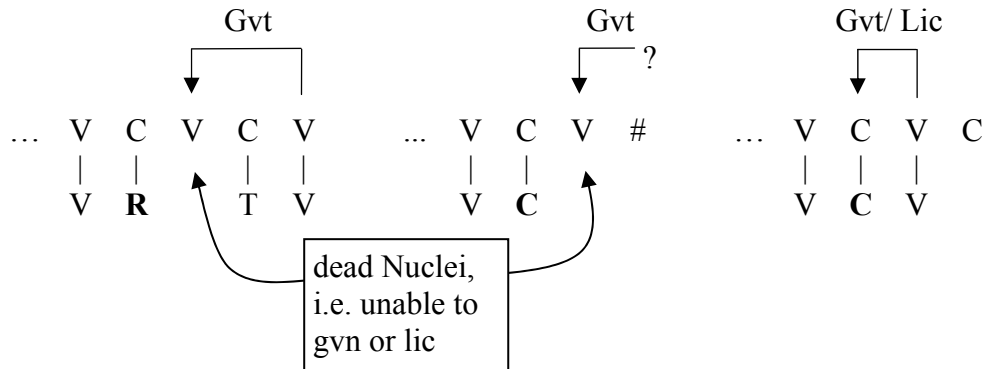 Gvt Gvt Gvt/ Lic
?
… V C V C V ... V C V # … V C V C
V R T V V C V C V
dead Nuclei,
i.e. unable to
gvn or lic